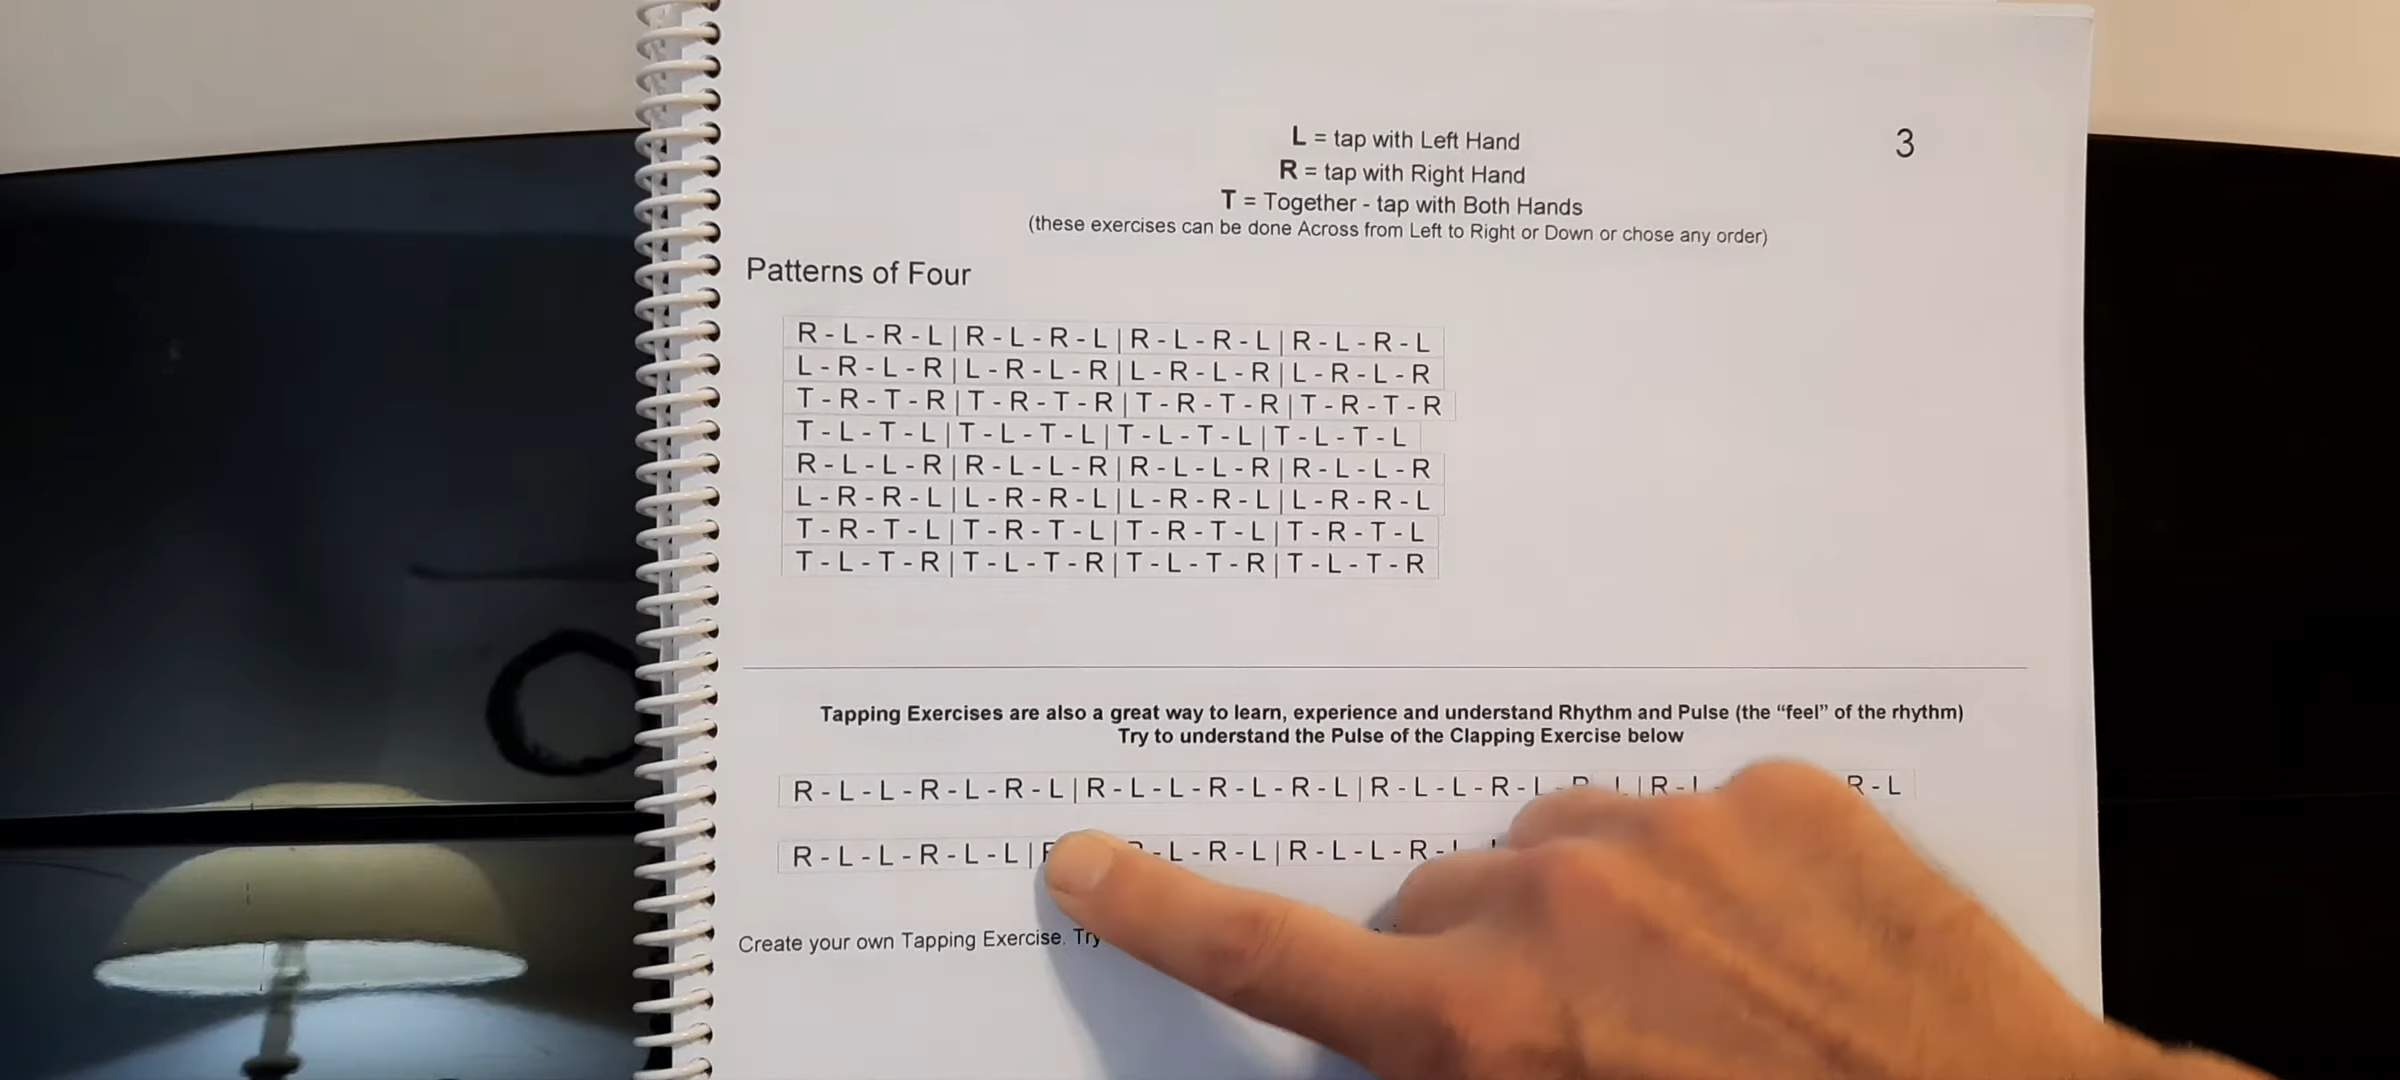 3
L = tap with Left Hand
R = tap with Right Hand
T = Together - tap with Both Hands
(these exercises can be done Across from Left to Right or Down or chose any order)
Patterns of Four
R - L - R - L | R - L - R - L | R - L - R - L | R - L - R - L
L - R - L - R | L - R - L - R | L - R - L - R | L - R - L - R
T - R - T - R | T - R - T - R | T - R - T - R | T - R - T - R
T - L - T - L | T - L - T - L | T - L - T - L | T - L - T - L
R - L - L - R | R - L - L - R | R - L - L - R | R - L - L - R
L - R - R - L | L - R - R - L | L - R - R - L | L - R - R - L
T - R - T - L | T - R - T - L | T - R - T - L | T - R - T - L
T - L - T - R | T - L - T - R | T - L - T - R | T - L - T - R
Tapping Exercises are also a great way to learn, experience and understand Rhythm and Pulse (the “feel” of the rhythm)
Try to understand the Pulse of the Clapping Exercise below
R - L - L - R - L - R - L | R - L - L - R - L - R - L | R - L - L - R - L - R - L | R - L - R - L
R - L - L - R - L - L | - L - R - L | R - L - L - R -
Create your own Tapping Exercise. Try